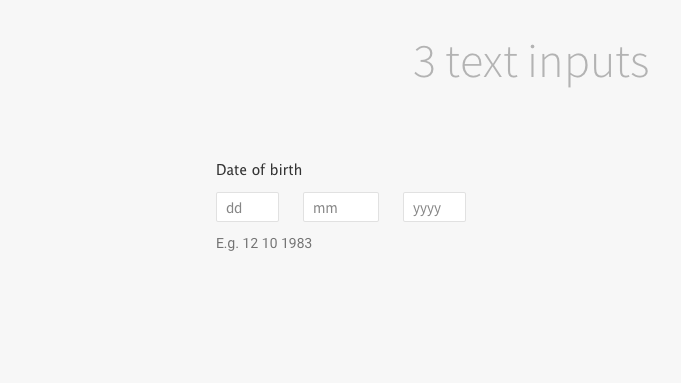 3 text inputs
Date of birth
dd mm yyyy
E.g. 12 10 1983